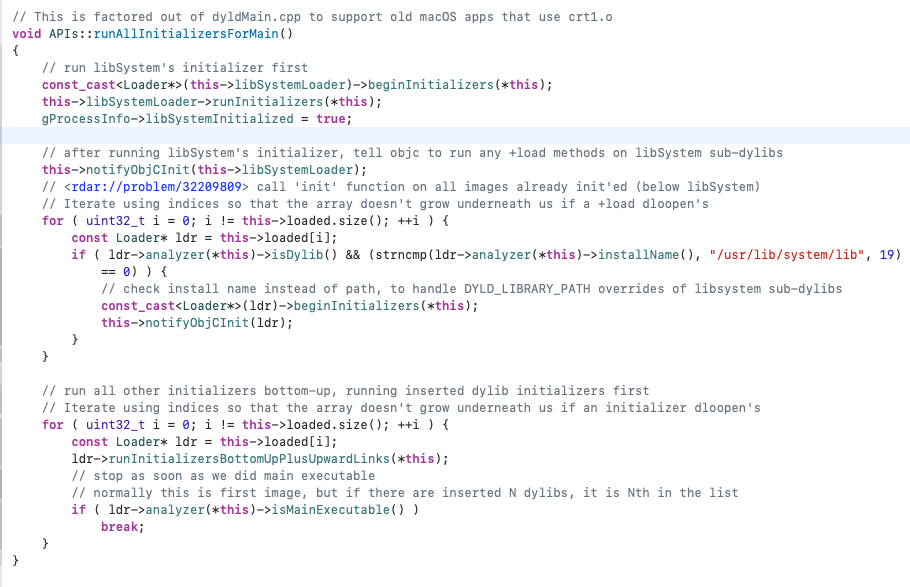 // This is factored out of dyldMain.cpp to support old macOS apps that use crt1.o
void APIs::runAllInitializersForMain()
{
    // run libSystem's initializer first
    const_cast<Loader*>(this->libSystemLoader)->beginInitializers(*this);
    this->libSystemLoader->runInitializers(*this);
    gProcessInfo->libSystemInitialized = true;

    // after running libSystem's initializer, tell objc to run any +load methods on libSystem sub-dylibs
    this->notifyObjCInit(this->libSystemLoader);
    // <rdar://problem/32209809> call 'init' function on all images already init'ed (below libSystem)
    // Iterate using indices so that the array doesn't grow underneath us if a +load dloopen's
    for ( uint32_t i = 0; i != this->loaded.size(); ++i ) {
        const Loader* ldr = this->loaded[i];
        if ( ldr->analyzer(*this)->isDylib() && (strncmp(ldr->analyzer(*this)->installName(), "/usr/lib/system/lib", 19)
            == 0) ) {
            // check install name instead of path, to handle DYLD_LIBRARY_PATH overrides of libsystem sub-dylibs
            const_cast<Loader*>(ldr)->beginInitializers(*this);
            this->notifyObjCInit(ldr);
        }
    }

    // run all other initializers bottom-up, running inserted dylib initializers first
    // Iterate using indices so that the array doesn't grow underneath us if an initializer dloopen's
    for ( uint32_t i = 0; i != this->loaded.size(); ++i ) {
        const Loader* ldr = this->loaded[i];
        ldr->runInitializersBottomUpPlusUpwardLinks(*this);
        // stop as soon as we did main executable
        // normally this is first image, but if there are inserted N dylibs, it is Nth in the list
        if ( ldr->analyzer(*this)->isMainExecutable() )
            break;
    }
}